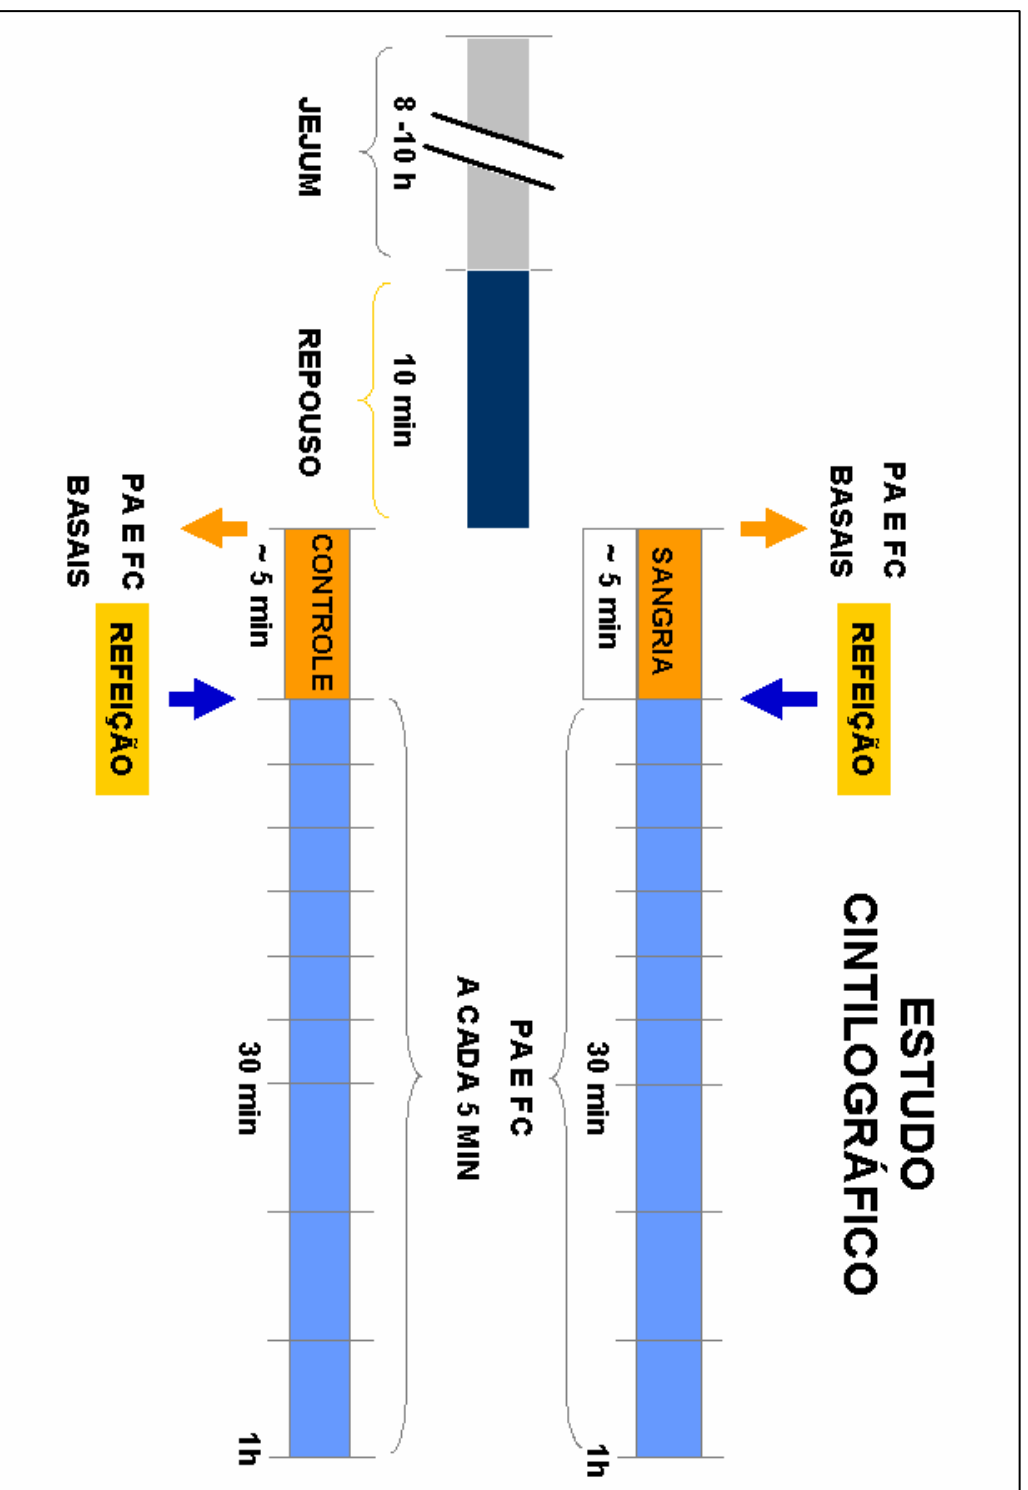 ESTUDO
CINTILOGRÁFICO
PA E FC
BASAIS
REFEIÇÃO
SANGRIA
~ 5 min
30 min
1h
8 -10 h
JEJUM
10 min
REPOUSO
PA E FC
A CADA 5 MIN
CONTROLE
~ 5 min
30 min
1h
PA E FC
BASAIS
REFEIÇÃO